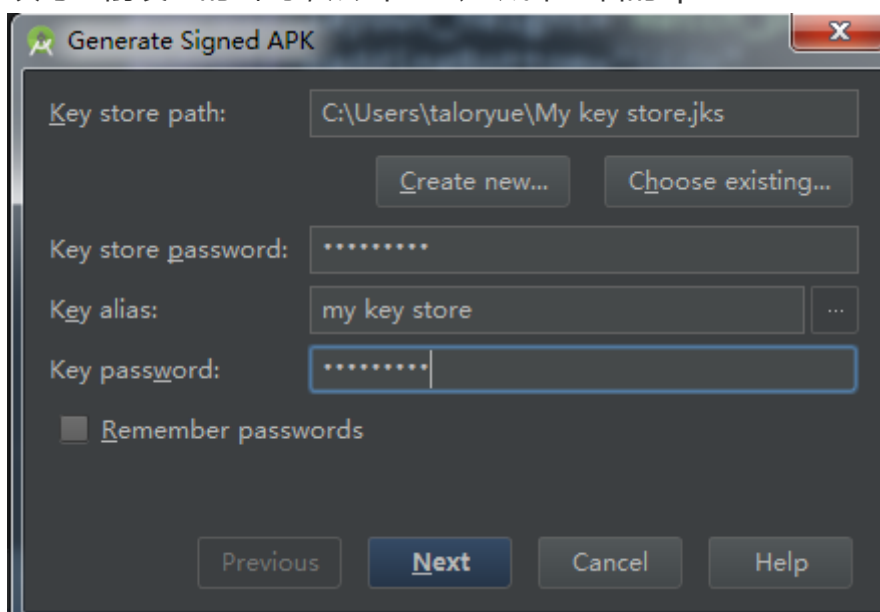 Generate Signed APK
Key store path: C:\Users\taloryue\My key store.jks
Create new... Choose existing...
Key store password: •••••••••
Key alias: my key store ...
Key password: •••••••••
Remember passwords
Previous Next Cancel Help